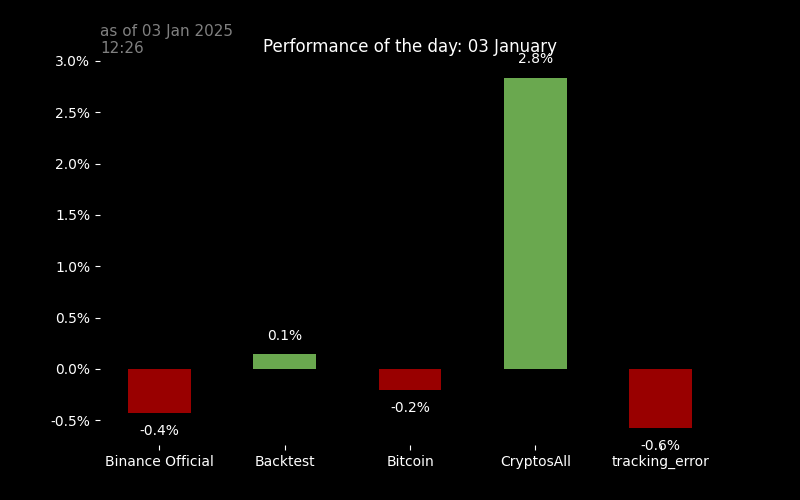 as of 03 Jan 2025
12:26
Performance of the day: 03 January
3.0%
2.5%
2.0%
1.5%
1.0%
0.5%
0.0%
-0.5%
-0.4%
0.1%
-0.2%
2.8%
-0.6%
Binance Official
Backtest
Bitcoin
CryptosAll
tracking_error